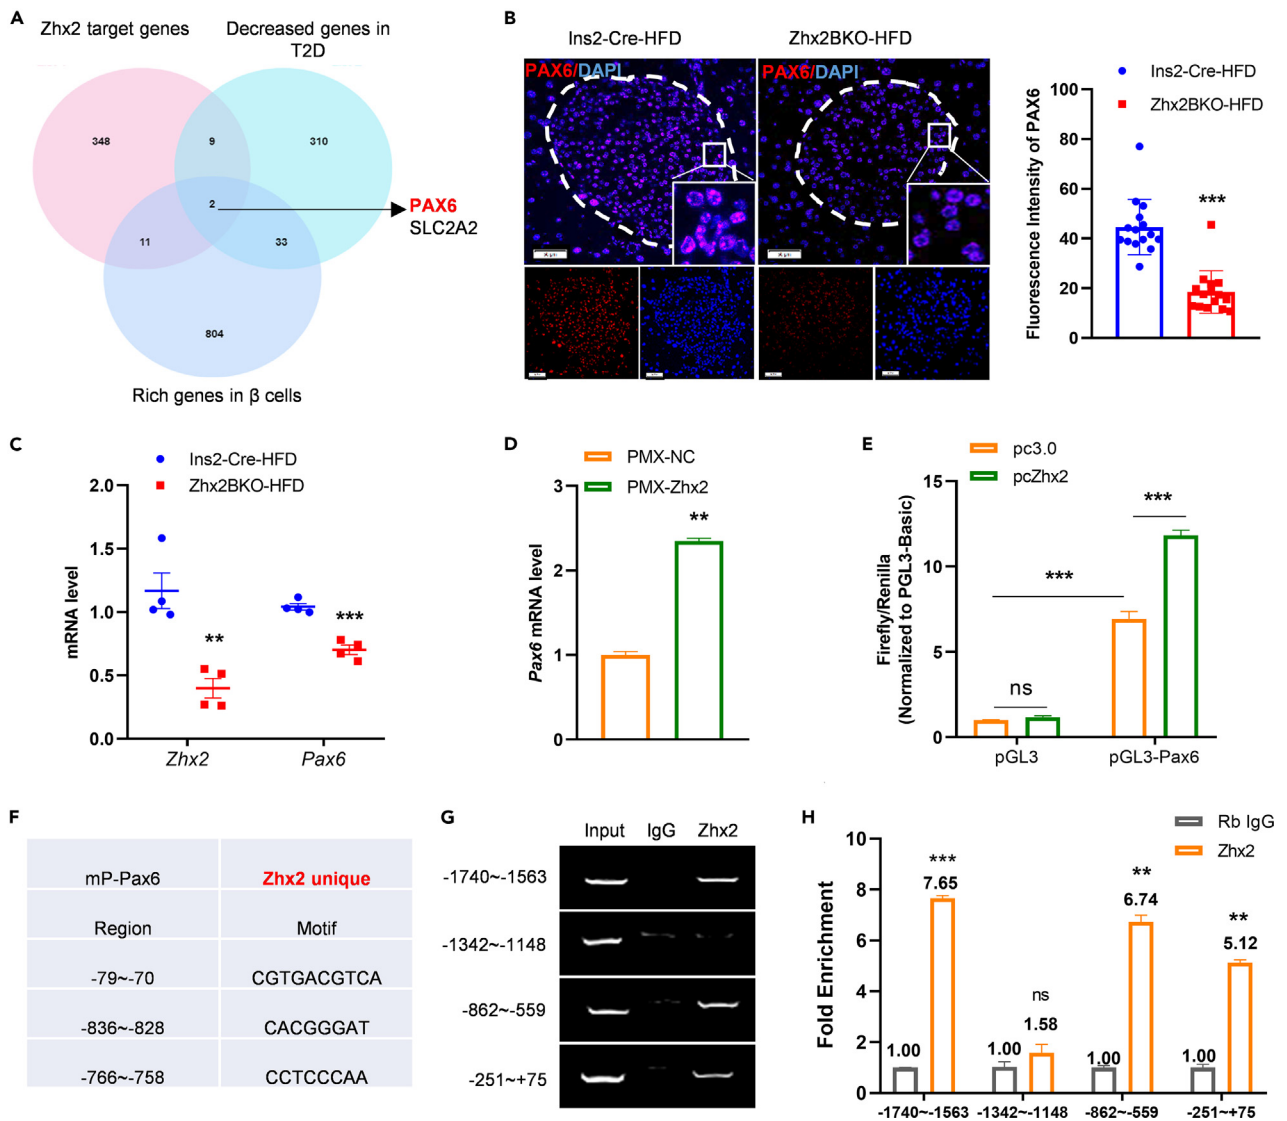 A
Zhx2 target genes
Decreased genes in
T2D
348
9
310
2
11
33
804
PAX6
SLC2A2
Rich genes in β cells
B
Ins2-Cre-HFD
Zhx2BKO-HFD
PAX6/DAPI
PAX6/DAPI
Fluorescence Intensity of PAX6
Ins2-Cre-HFD
Zhx2BKO-HFD
100
80
60
40
20
0
***
C
Ins2-Cre-HFD
Zhx2BKO-HFD
mRNA level
2.0
1.5
1.0
0.5
0.0
**
***
Zhx2
Pax6
D
PMX-NC
PMX-Zhx2
Pax6 mRNA level
3
2
1
0
**
E
pc3.0
pcZhx2
Firefly/Renilla
(Normalized to PGL3-Basic)
15
10
5
0
ns
***
***
pGL3
pGL3-Pax6
F
mP-Pax6 Zhx2 unique
Region Motif
-79~-70 CGTGACGTCA
-836~-828 CACGGGAT
-766~-758 CCTCCCAA
G
Input IgG Zhx2
-1740~-1563
-1342~-1148
-862~-559
-251~+75
H
Rb IgG
Zhx2
Fold Enrichment
10
8
6
4
2
0
1.00
***
7.65
1.00
ns
1.58
1.00
**
6.74
1.00
**
5.12
-1740~-1563
-1342~-1148
-862~-559
-251~+75